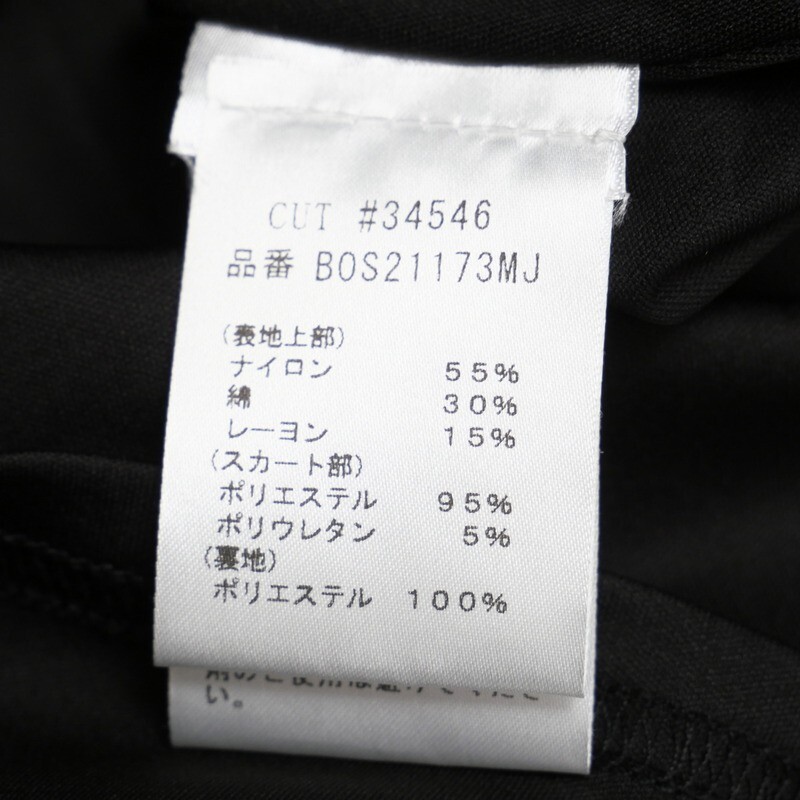 CUT #34546
品番 BOS21173MJ
(表地上部)
ナイロン 55%
綿 30%
レーヨン 15%
(スカート部)
ポリエステル 95%
ポリウレタン 5%
(裏地)
ポリエステル 100%
い。